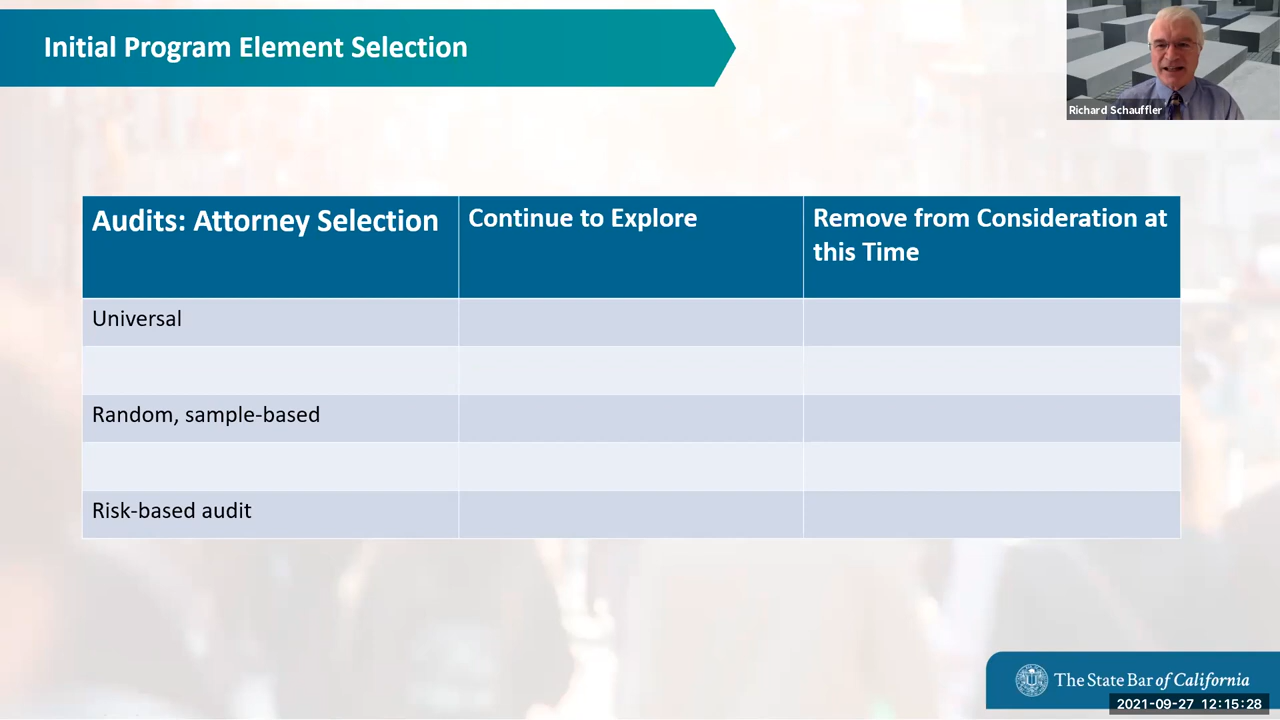 Initial Program Element Selection
Richard Schauffler
Audits: Attorney Selection
Continue to Explore
Remove from Consideration at
this Time
Universal
Random, sample-based
Risk-based audit
The State Bar of California
2021-09-27 12:15:28